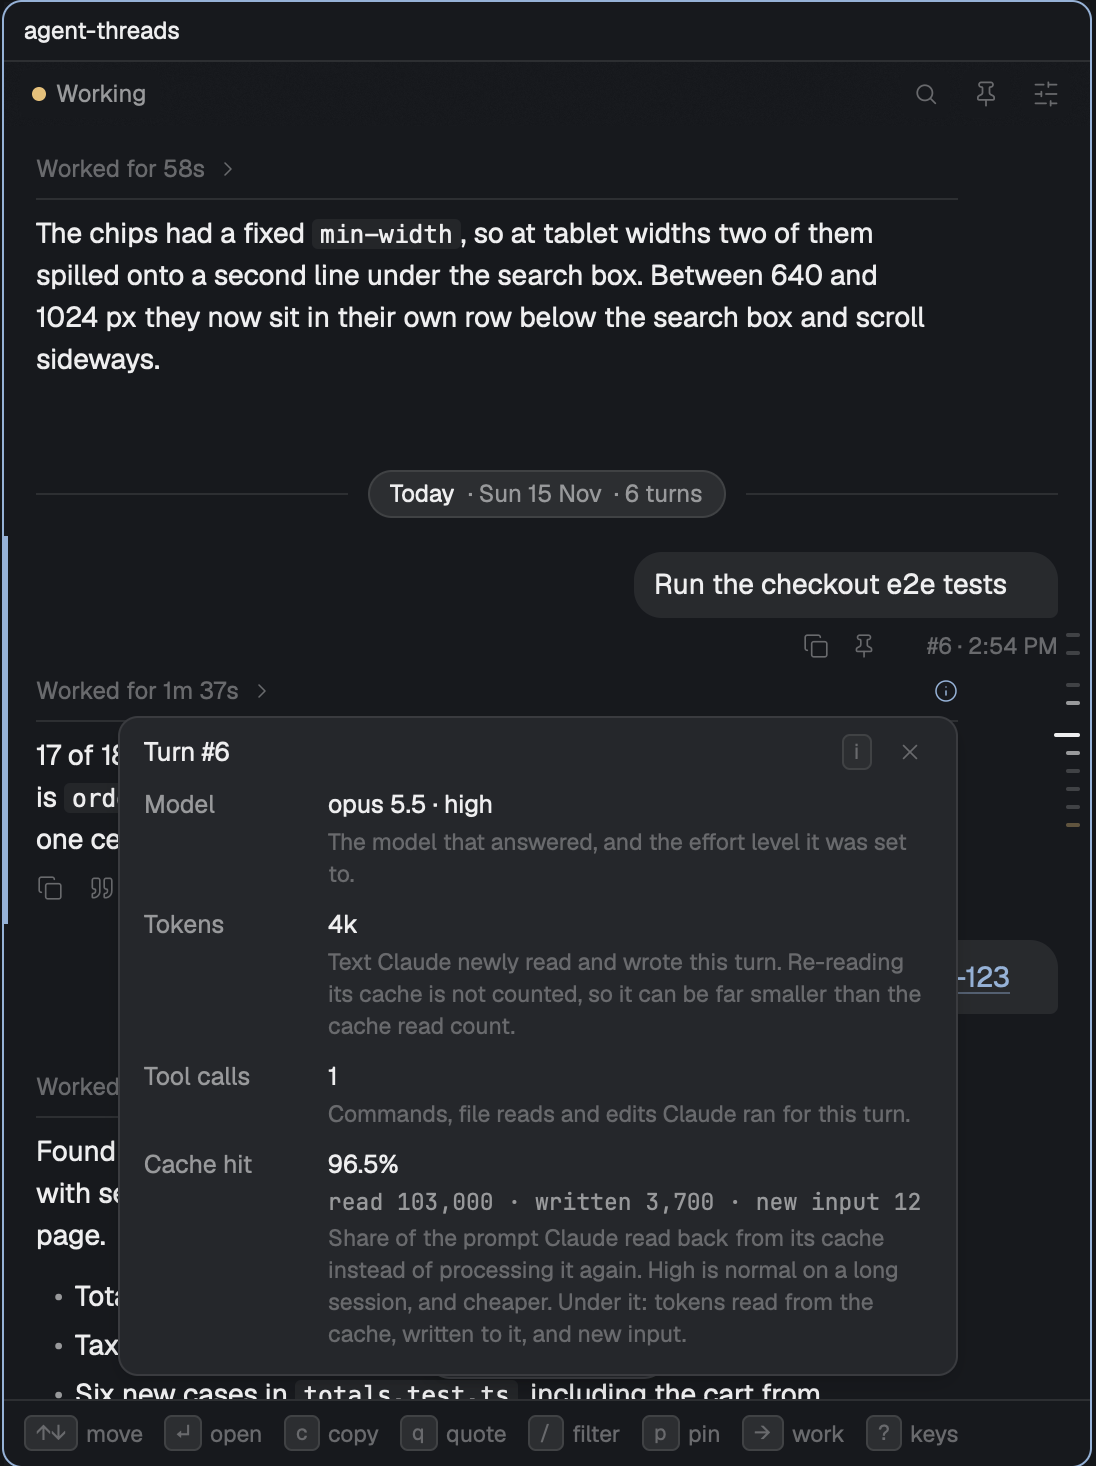 agent-threads
Working
Worked for 58s
The chips had a fixed min-width, so at tablet widths two of them
spilled onto a second line under the search box. Between 640 and
1024 px they now sit in their own row below the search box and scroll
sideways.
Today · Sun 15 Nov · 6 turns
Run the checkout e2e tests
#6 · 2:54 PM
Worked for 1m 37s
17 of 18
is ord
one ce
Turn #6
i
Model
opus 5.5 · high
The model that answered, and the effort level it was set
to.
Tokens
4k
Text Claude newly read and wrote this turn. Re-reading
its cache is not counted, so it can be far smaller than the
cache read count.
-123
Tool calls
1
Commands, file reads and edits Claude ran for this turn.
Cache hit
96.5%
read 103,000 · written 3,700 · new input 12
Share of the prompt Claude read back from its cache
instead of processing it again. High is normal on a long
session, and cheaper. Under it: tokens read from the
cache, written to it, and new input.
Worked
Found
with se
page.
• Tota
• Tax
• Six new cases in totals.test.ts including the cart from
↑↓ move ↵ open c copy q quote / filter p pin → work ? keys